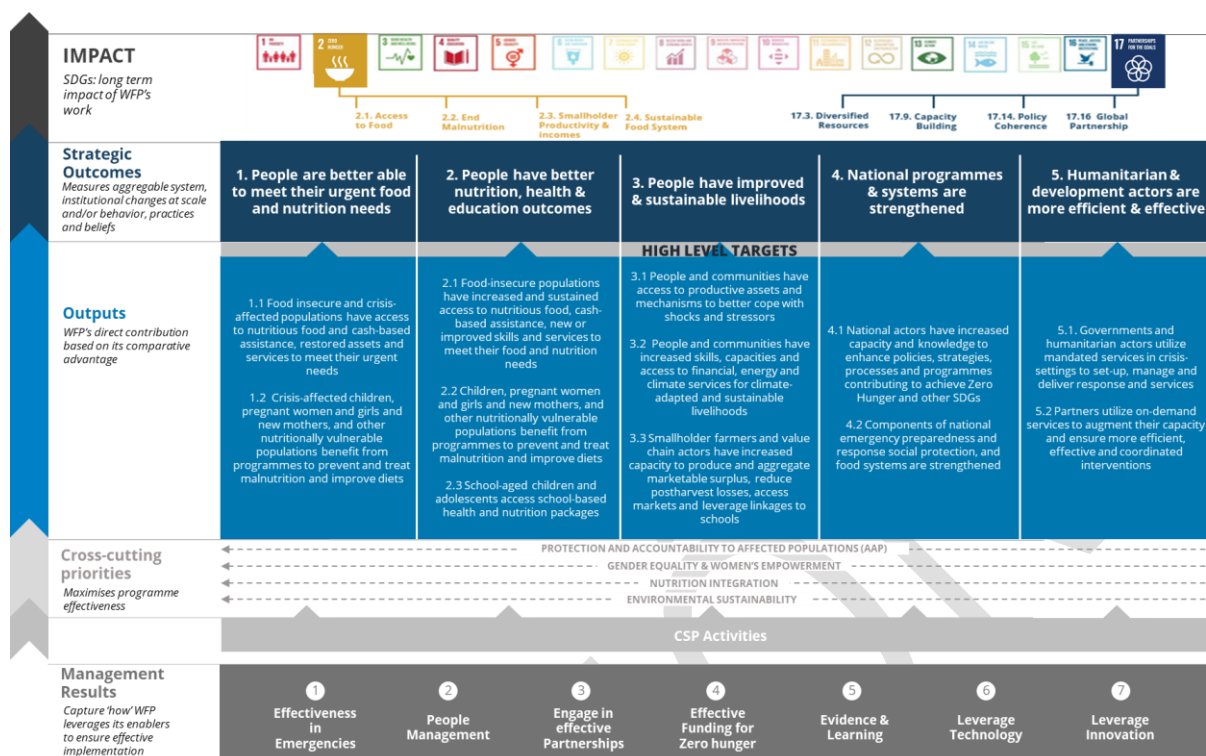 IMPACT
SDGs: long term
impact of WFP's
work
1
2 ZERO
HUNGER
3
4
5
6
7
8
9
10
11
12
13
14
15
16
17 PARTNERSHIPS
FOR THE GOALS
2.1. Access
to Food
2.2. End
Malnutrition
2.3. Smallholder
Productivity &
incomes
2.4. Sustainable
Food System
17.3. Diversified
Resources
17.9. Capacity
Building
17.14. Policy
Coherence
17.16 Global
Partnership
Strategic
Outcomes
Measures aggregable system,
institutional changes at scale
and/or behavior, practices
and beliefs
1. People are better able
to meet their urgent food
and nutrition needs
2. People have better
nutrition, health &
education outcomes
3. People have improved
& sustainable livelihoods
4. National programmes
& systems are
strengthened
5. Humanitarian &
development actors are
more efficient & effective
HIGH LEVEL TARGETS
Outputs
WFP's direct contribution
based on its comparative
advantage
1.1 Food insecure and crisis-
affected populations have access
to nutritious food and cash-based
assistance, restored assets and
services to meet their urgent
needs
1.2 Crisis-affected children,
pregnant women and girls and
new mothers, and other
nutritionally vulnerable
populations benefit from
programmes to prevent and treat
malnutrition and improve diets
2.1 Food-insecure populations
have increased and sustained
access to nutritious food, cash-
based assistance, new or
improved skills and services to
meet their food and nutrition
needs
2.2 Children, pregnant women
and girls and new mothers, and
other nutritionally vulnerable
populations benefit from
programmes to prevent and treat
malnutrition and improve diets
2.3 School-aged children and
adolescents access school-based
health and nutrition packages
3.1 People and communities have
access to productive assets and
mechanisms to better cope with
shocks and stressors
3.2 People and communities have
increased skills, capacities and
access to financial, energy and
climate services for climate-
adapted and sustainable
livelihoods
3.3 Smallholder farmers and value
chain actors have increased
capacity to produce and aggregate
marketable surplus, reduce
postharvest losses, access
markets and leverage linkages to
schools
4.1 National actors have increased
capacity and knowledge to
enhance policies, strategies,
processes and programmes
contributing to achieve Zero
Hunger and other SDGs
4.2 Components of national
emergency preparedness and
response social protection, and
food systems are strengthened
5.1. Governments and
humanitarian actors utilize
mandated services in crisis-
settings to set-up, manage and
deliver response and services
5.2 Partners utilize on-demand
services to augment their capacity
and ensure more efficient,
effective and coordinated
interventions
Cross-cutting
priorities
Maximises programme
effectiveness
PROTECTION AND ACCOUNTABILITY TO AFFECTED POPULATIONS (AAP)
GENDER EQUALITY & WOMEN'S EMPOWERMENT
NUTRITION INTEGRATION
ENVIRONMENTAL SUSTAINABILITY
CSP Activities
Management
Results
Capture 'how' WFP
leverages its enablers
to ensure effective
implementation
1
Effectiveness
in
Emergencies
2
People
Management
3
Engage in
effective
Partnerships
4
Effective
Funding for
Zero hunger
5
Evidence &
Learning
6
Leverage
Technology
7
Leverage
Innovation